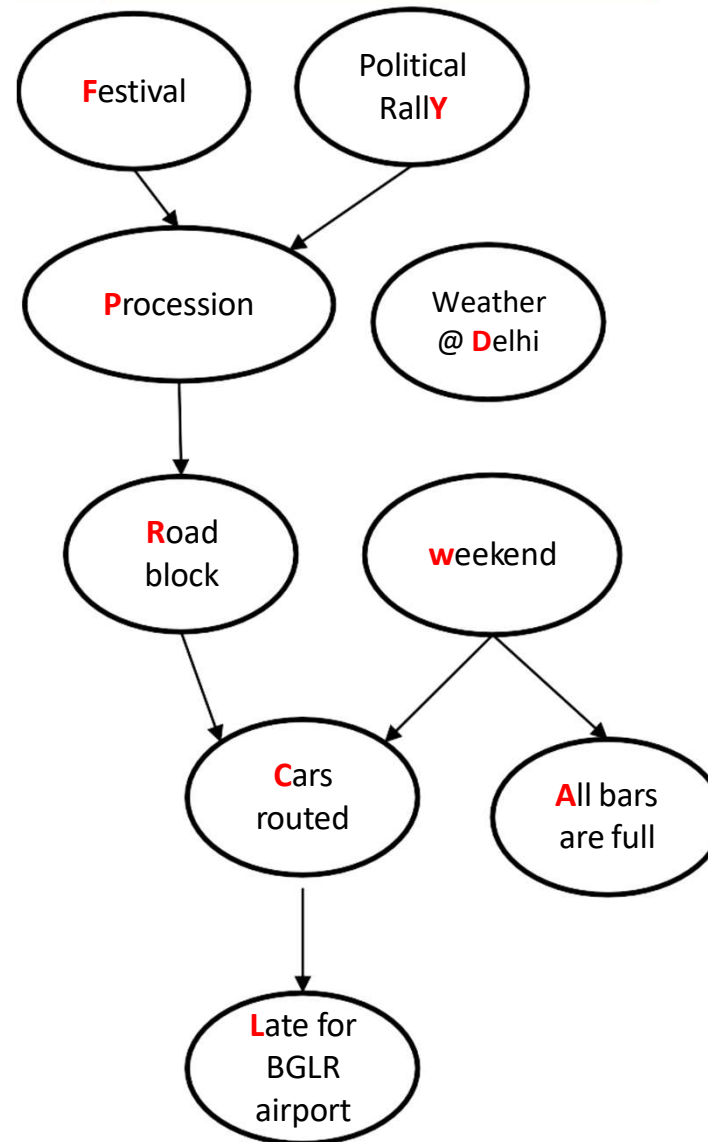 Festival
Political
RallY
Procession
Weather
@ Delhi
Road
block
weekend
Cars
routed
All bars
are full
Late for
BGLR
airport